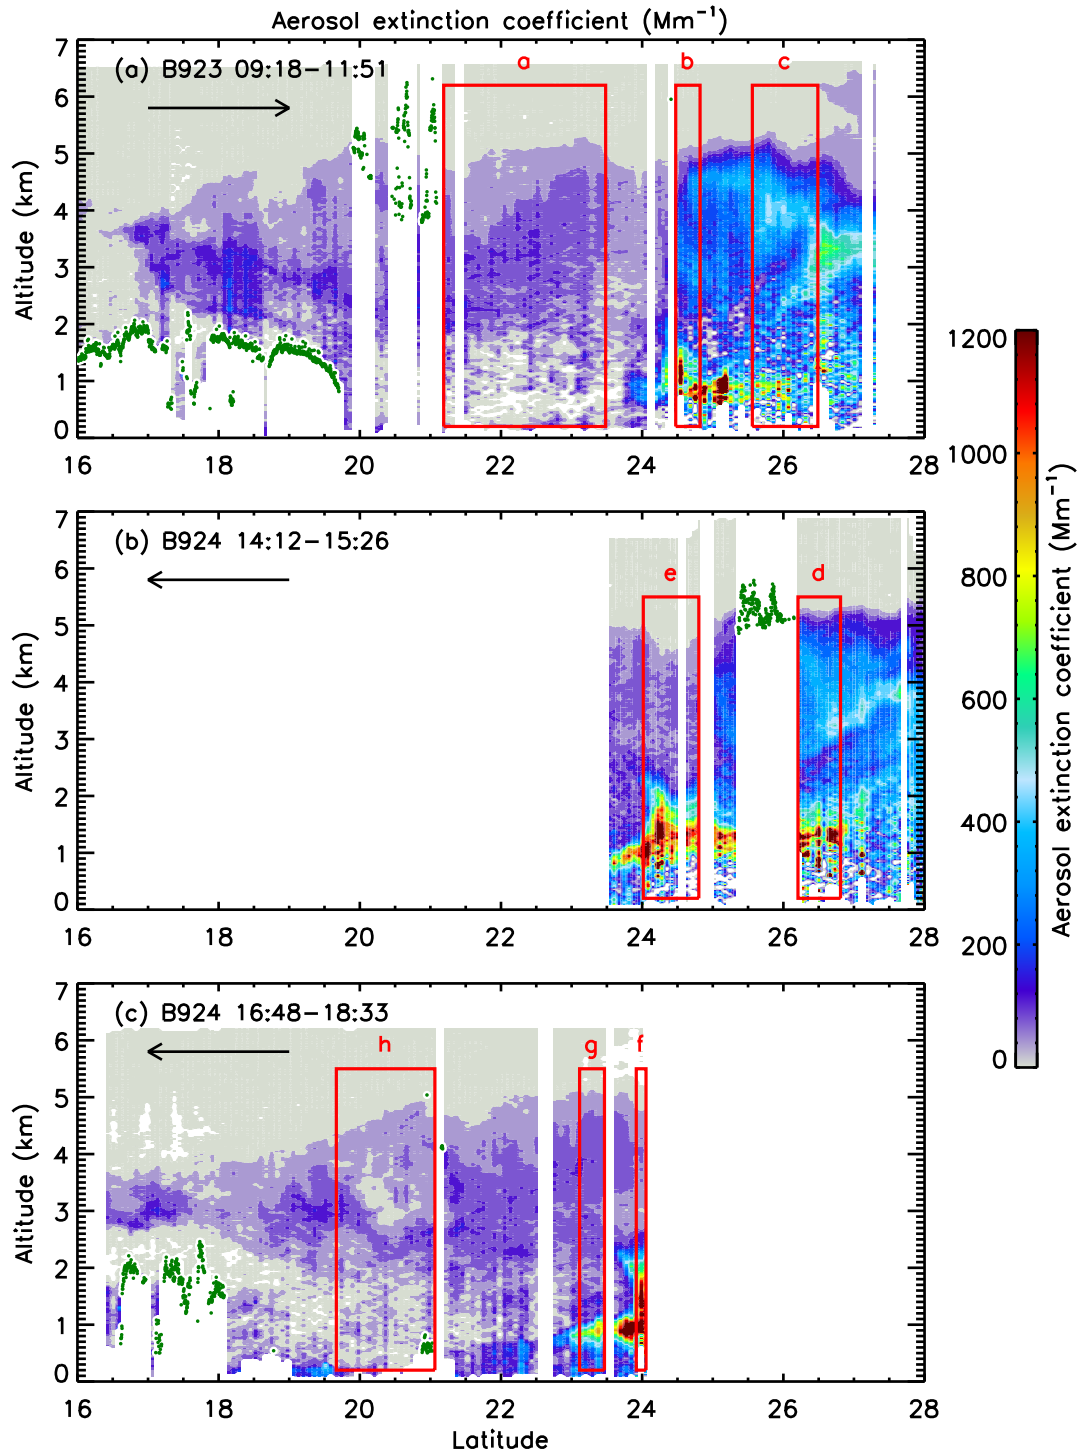 Aerosol extinction coefficient (Mm⁻¹)
(a) B923 09:18−11:51
a
b
c
7
6
5
4
3
2
1
0
Altitude (km)
16 18 20 22 24 26 28
(b) B924 14:12−15:26
e
d
7
6
5
4
3
2
1
0
Altitude (km)
16 18 20 22 24 26 28
(c) B924 16:48−18:33
h
g
f
7
6
5
4
3
2
1
0
Altitude (km)
16 18 20 22 24 26 28
Latitude
1200
1000
800
600
400
200
0
Aerosol extinction coefficient (Mm⁻¹)